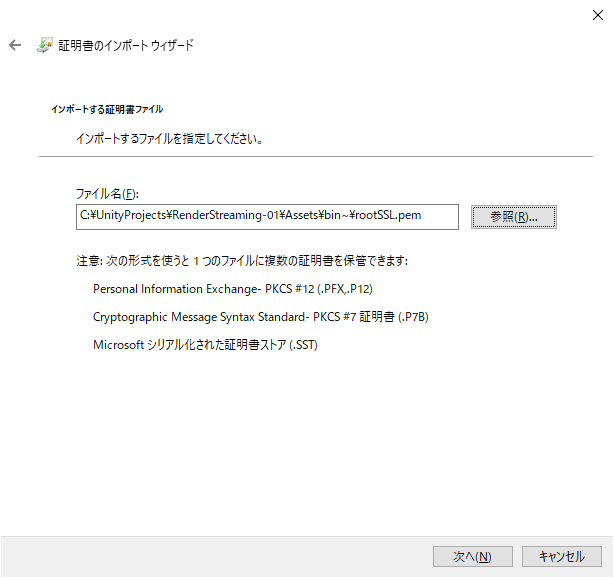 証明書のインポート ウィザード
インポートする証明書ファイル
インポートするファイルを指定してください。
ファイル名(F):
C:¥UnityProjects¥RenderStreaming-01¥Assets¥bin~¥rootSSL.pem
参照(R)...
注意: 次の形式を使うと 1 つのファイルに複数の証明書を保管できます:
Personal Information Exchange- PKCS #12 (.PFX,.P12)
Cryptographic Message Syntax Standard- PKCS #7 証明書 (.P7B)
Microsoft シリアル化された証明書ストア (.SST)
次へ(N)
キャンセル